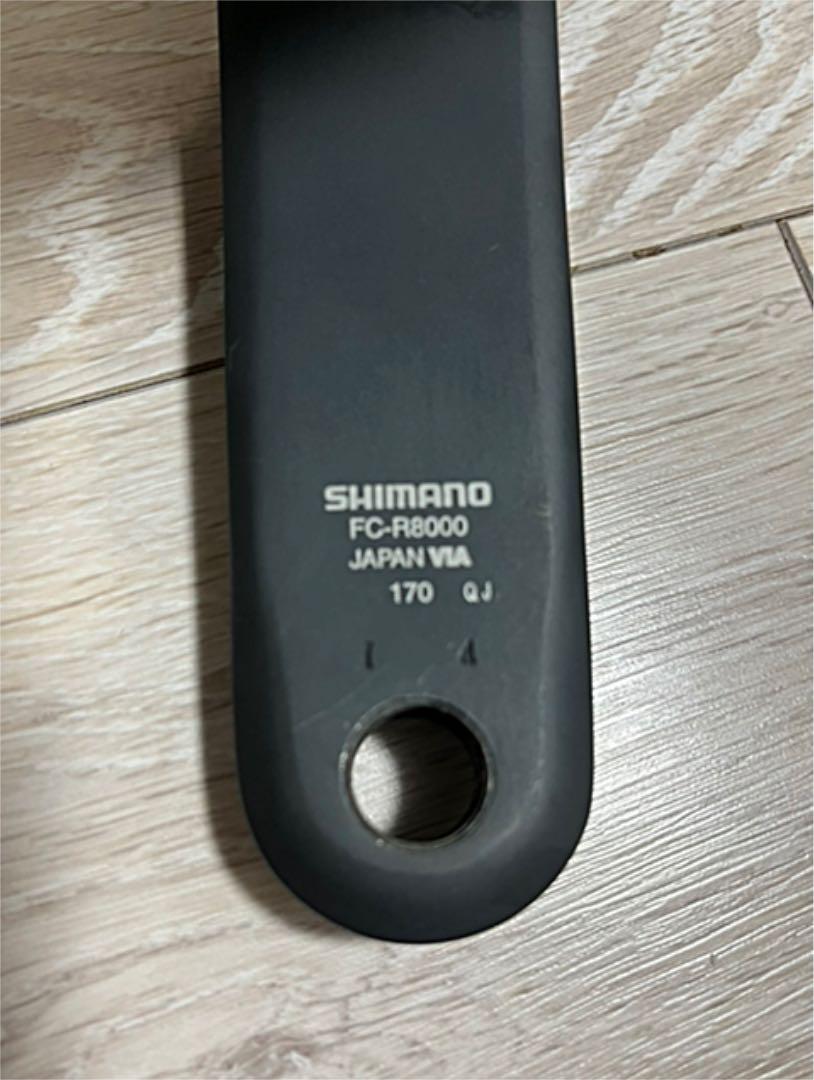 SHIMANO
FC-R8000
JAPAN VIA
170 QJ